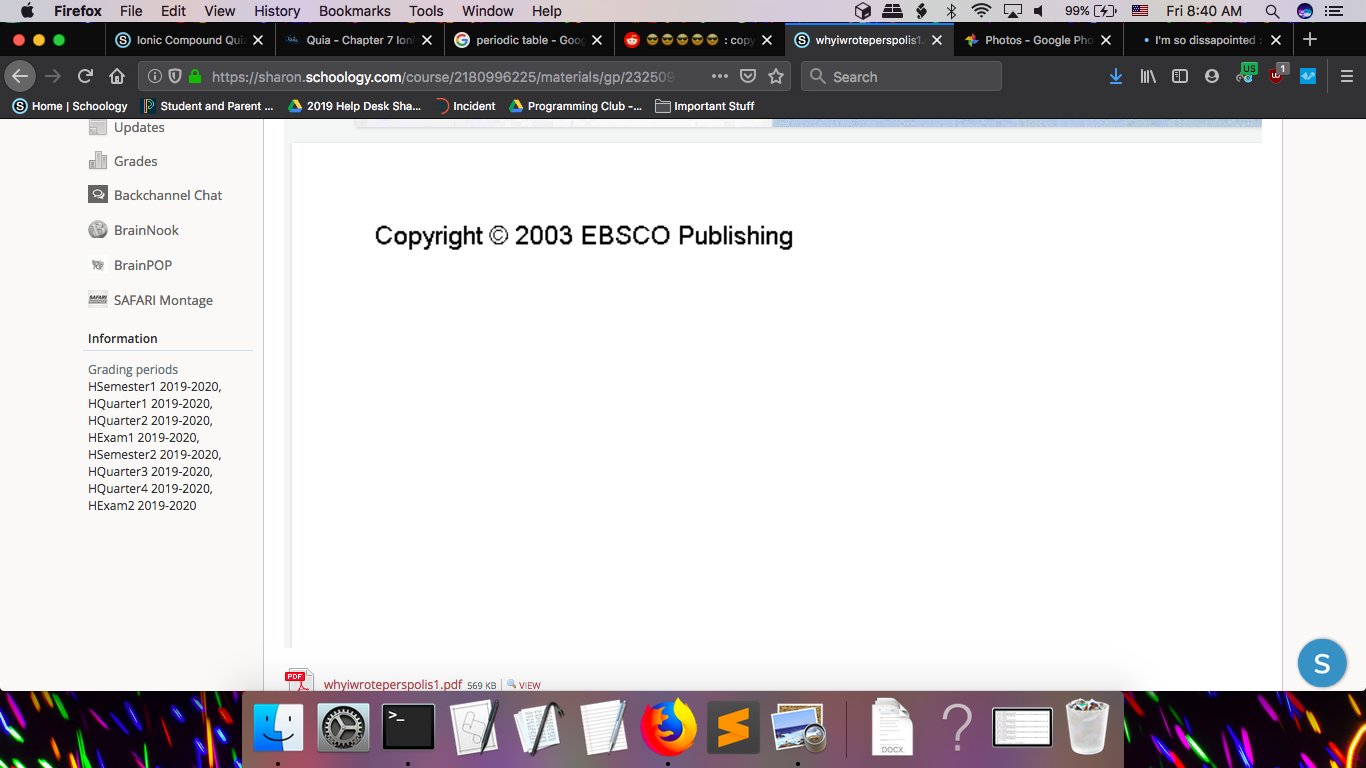 Firefox File Edit View History Bookmarks Tools Window Help 99% Fri 8:40 AM
Ionic Compound Qui Quia - Chapter 7 Ioni periodic table - Goog 😎😎😎😎😎 : copy whyiwroteperspolis1. Photos - Google Pho I'm so dissapointed :
https://sharon.schoology.com/course/2180996225/materials/gp/232509 Search US 1
Home | Schoology Student and Parent ... 2019 Help Desk Sha... Incident Programming Club -... Important Stuff
Updates
Grades
Backchannel Chat
BrainNook
BrainPOP
SAFARI Montage
Information
Grading periods
HSemester1 2019-2020,
HQuarter1 2019-2020,
HQuarter2 2019-2020,
HExam1 2019-2020,
HSemester2 2019-2020,
HQuarter3 2019-2020,
HQuarter4 2019-2020,
HExam2 2019-2020
Copyright © 2003 EBSCO Publishing
S
PDF whyiwroteperspolis1.pdf 569 KB VIEW
>_ DOCX ?